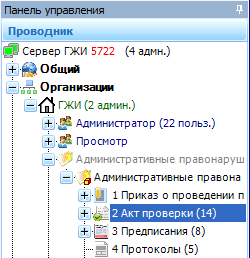 Панель управления
Проводник
Сервер ГЖИ 5722 (4 адм.)
Общий
Организации
ГЖИ (2 админ.)
Администратор (22 польз.)
Просмотр
Административные правонаруш
Административные правона
1 Приказ о проведении п
2 Акт проверки (14)
3 Предписания (8)
4 Протоколы (5)